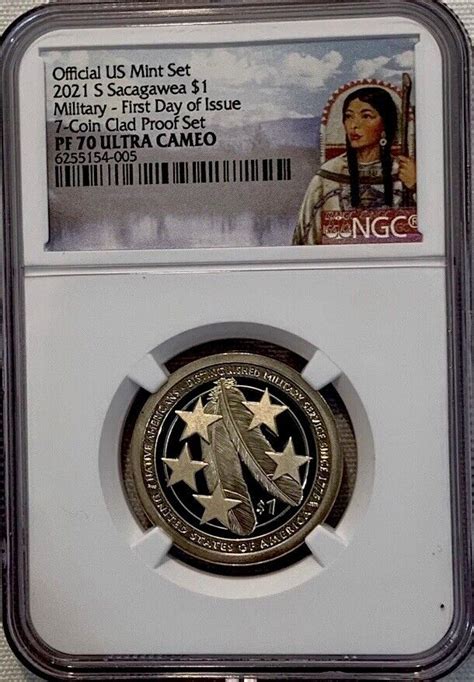 Official US Mint Set
2021 S Sacagawea $1
Military - First Day of Issue
7-Coin Clad Proof Set
PF 70 ULTRA CAMEO
6255154-005
NGC®
NATIVE AMERICANS - DISTINGUISHED MILITARY SERVICE SINCE 1775
$1
UNITED STATES OF AMERICA